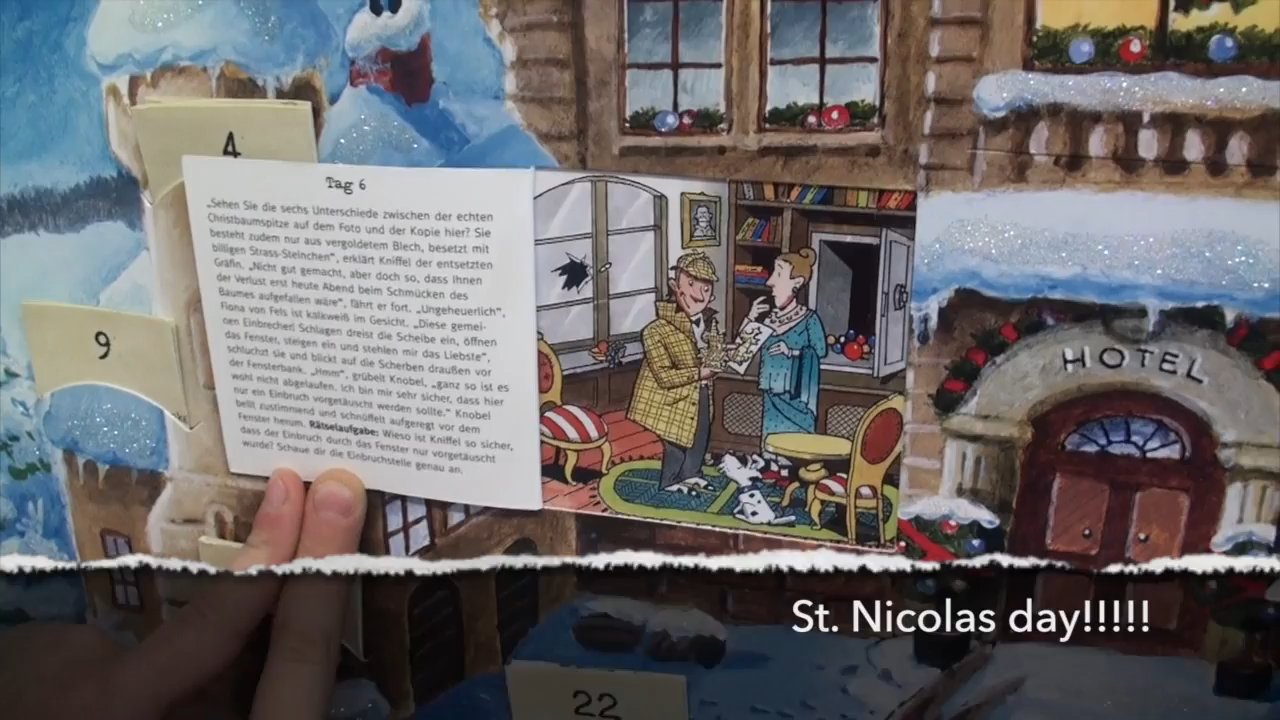 4
Tag 6
„Sehen Sie die sechs Unterschiede zwischen der echten
Christbaumspitze auf dem Foto und der Kopie hier? Sie
besteht zudem nur aus vergoldetem Blech, besetzt mit
billigen Strass-Steinchen“, erklärt Kniffel der entsetzten
Gräfin. „Nicht gut gemacht, aber doch so, dass Ihnen
der Verlust erst heute Abend beim Schmücken des
Baumes aufgefallen wäre“, fährt er fort. „Ungeheuerlich“,
Fiona von Fels ist kalkweiß im Gesicht. „Diese gemei-
nen Einbrecher! Schlagen dreist die Scheibe ein, öffnen
das Fenster, steigen ein und stehlen mir das Liebste“,
schluchzt sie und blickt auf die Scherben draußen vor
der Fensterbank. „Hmm“, grübelt Knobel, „ganz so ist es
wohl nicht abgelaufen. Ich bin mir sehr sicher, dass hier
nur ein Einbruch vorgetäuscht werden sollte.“ Knobel
bellt zustimmend und schnüffelt aufgeregt vor dem
Fenster herum. Rätselaufgabe: Wieso ist Kniffel so sicher,
dass der Einbruch durch das Fenster nur vorgetäuscht
wurde? Schaue dir die Einbruchstelle genau an.
9
HOTEL
St. Nicolas day!!!!!
22